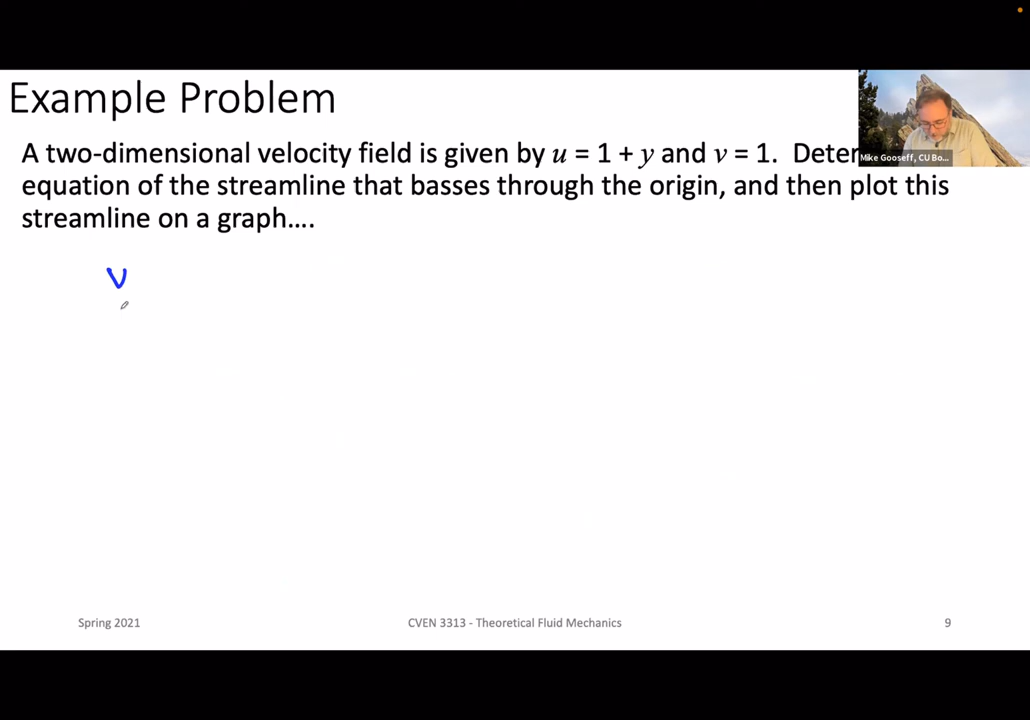 Example Problem
A two-dimensional velocity field is given by u = 1 + y and v = 1. Deter
Mike Gooseff, CU Bo...
equation of the streamline that basses through the origin, and then plot this
streamline on a graph....
v
Spring 2021
CVEN 3313 - Theoretical Fluid Mechanics
9